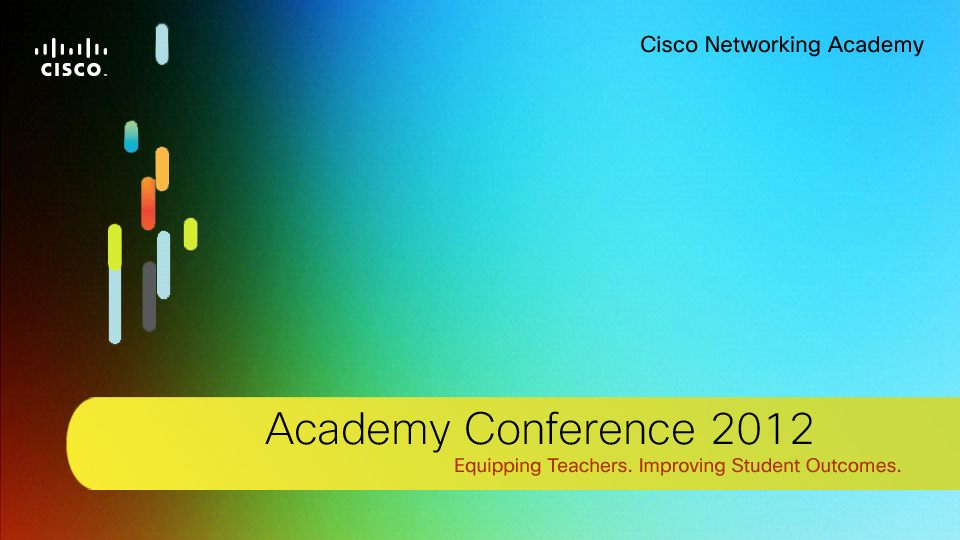 CISCO
Cisco Networking Academy
Academy Conference 2012
Equipping Teachers. Improving Student Outcomes.